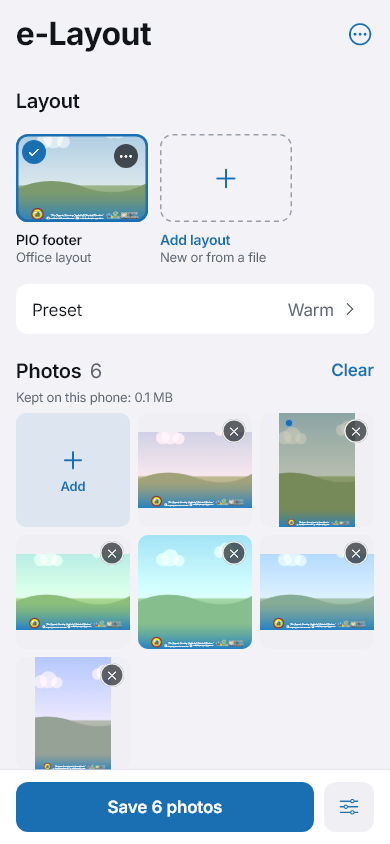 e-Layout
Layout
PIO footer
Office layout
Add layout
New or from a file
Preset
Warm
Photos 6
Clear
Kept on this phone: 0.1 MB
Add
Save 6 photos